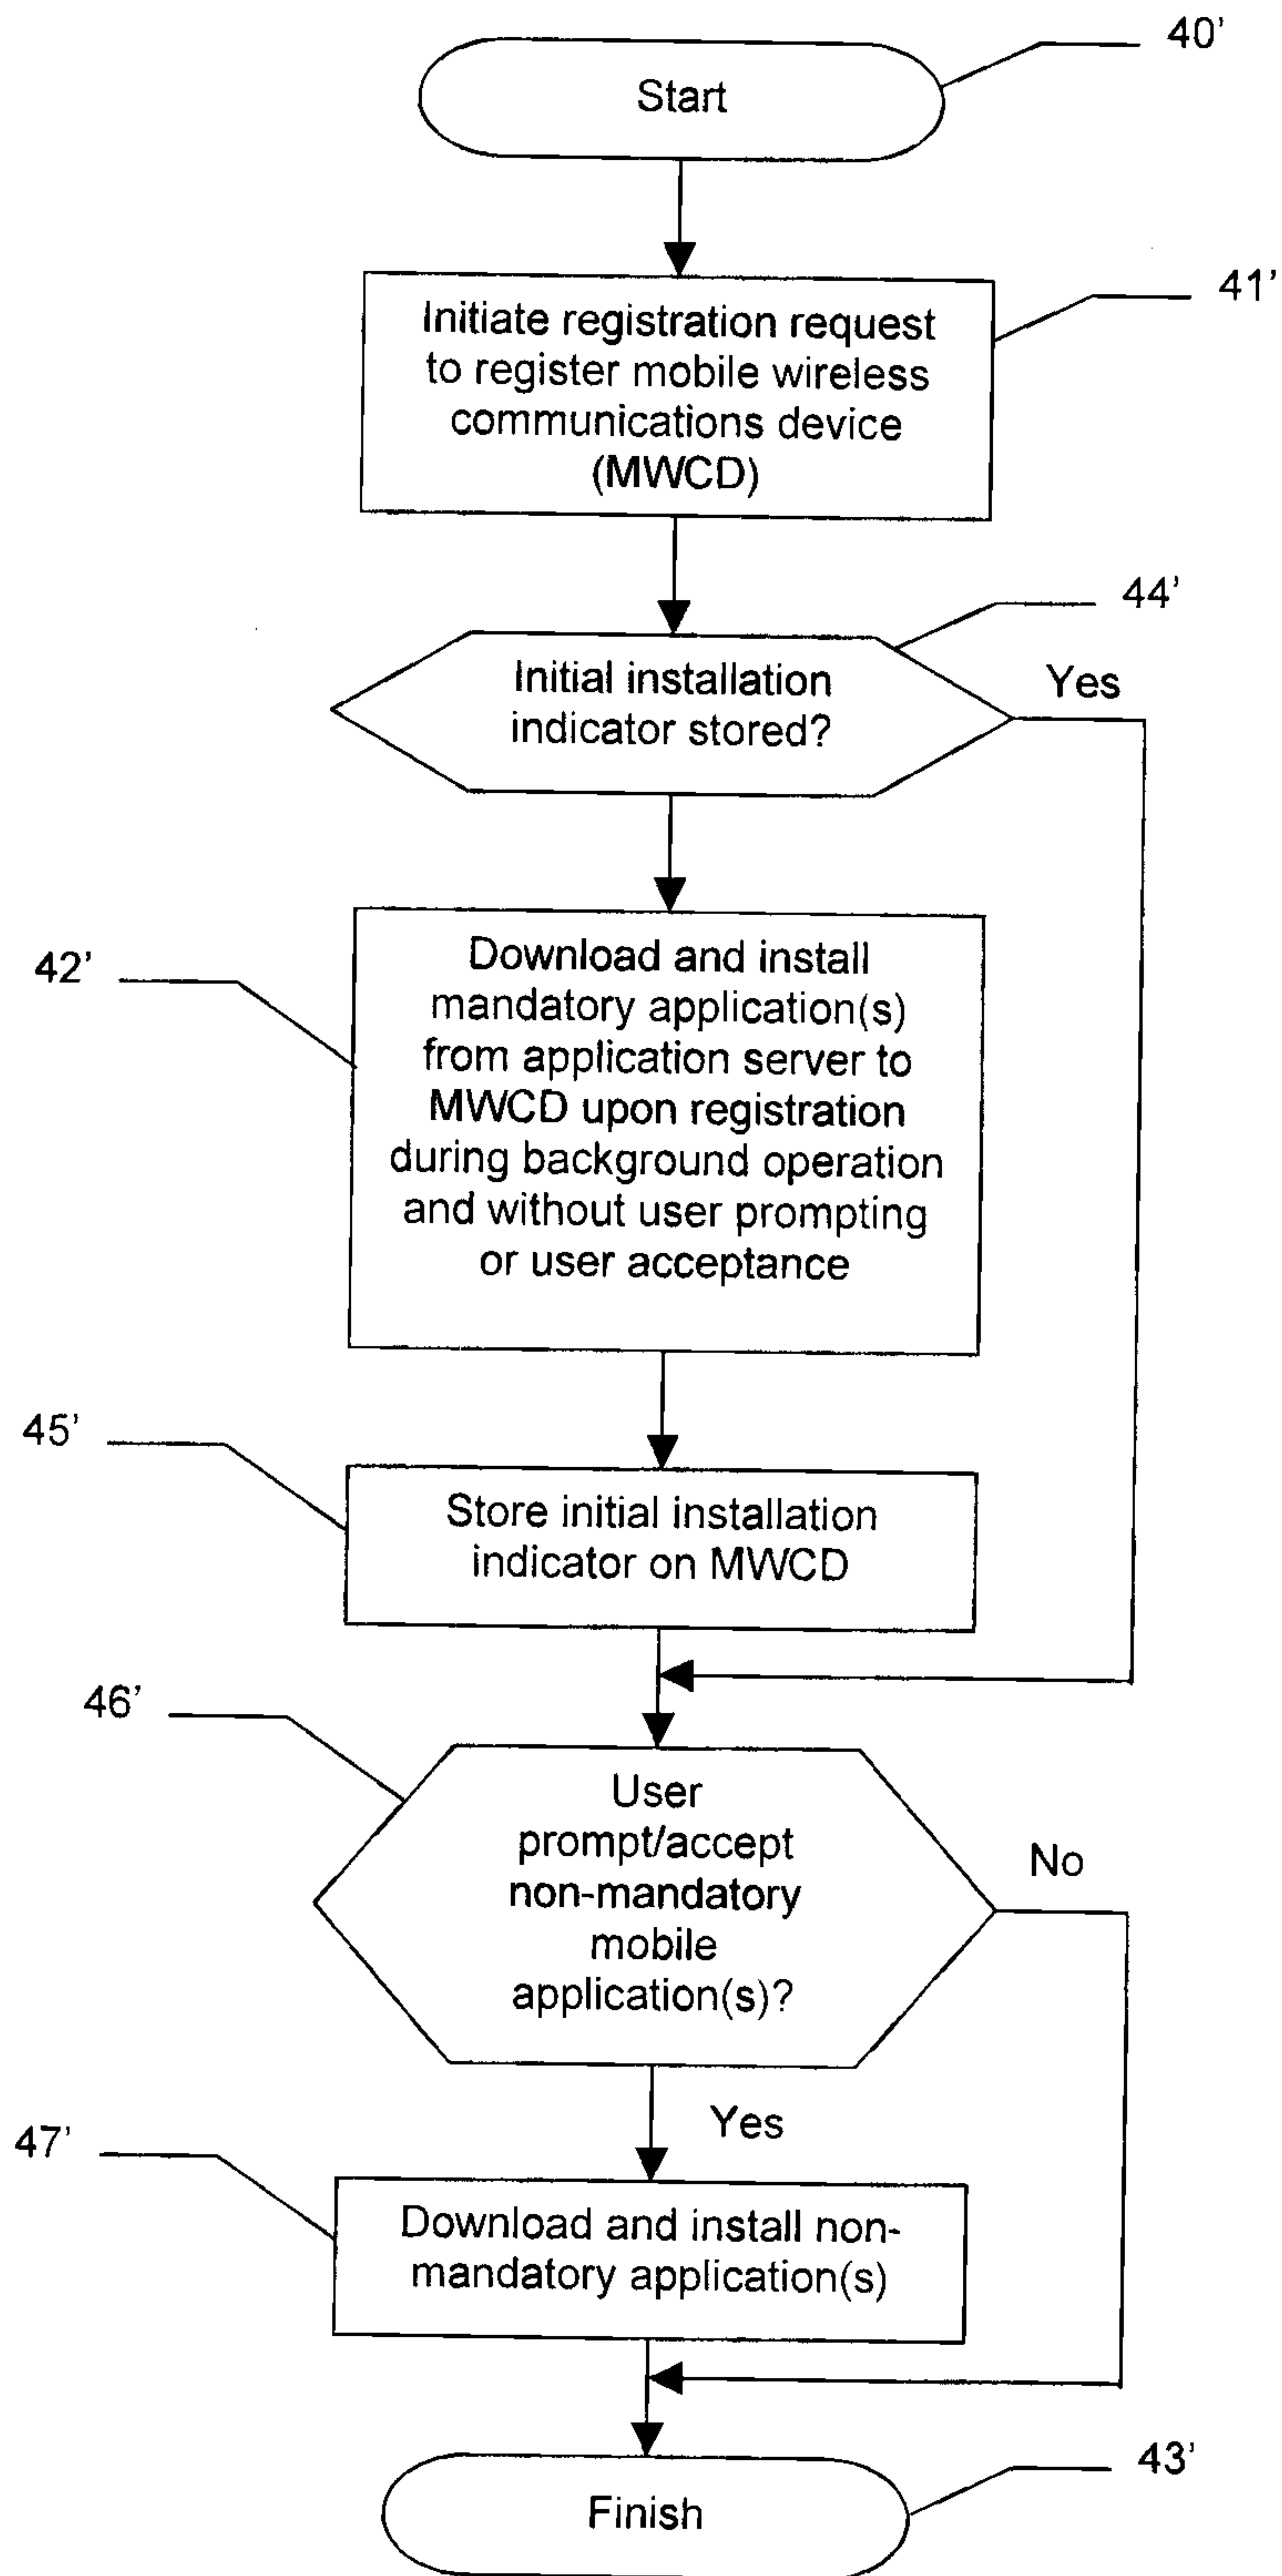 40'
Start
41'
Initiate registration request
to register mobile wireless
communications device
(MWCD)
44'
Initial installation
indicator stored?
Yes
42'
Download and install
mandatory application(s)
from application server to
MWCD upon registration
during background operation
and without user prompting
or user acceptance
45'
Store initial installation
indicator on MWCD
46'
User
prompt/accept
non-mandatory
mobile
application(s)?
No
Yes
47'
Download and install non-
mandatory application(s)
43'
Finish